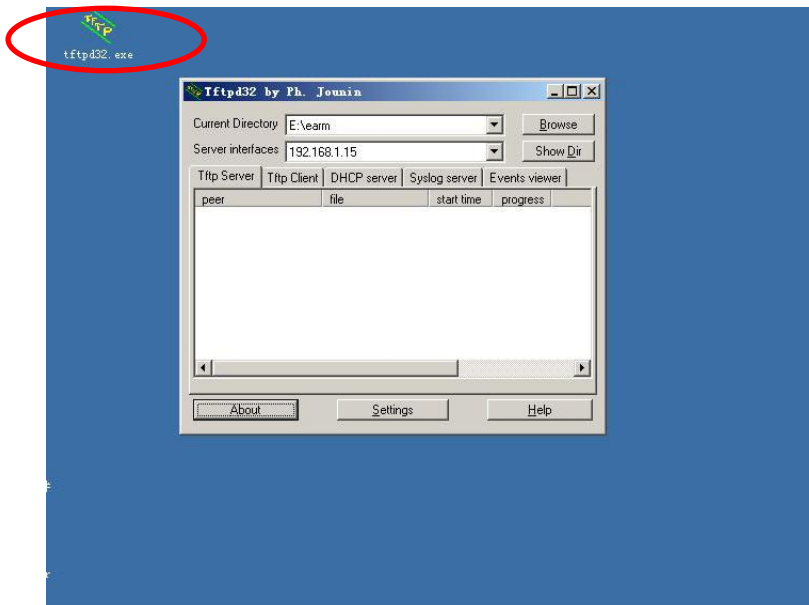 TFTP
tftpd32.exe
Tftpd32 by Ph. Jounin
Current Directory E:\earm Browse
Server interfaces 192.168.1.15 Show Dir
Tftp Server Tftp Client DHCP server Syslog server Events viewer
peer file start time progress
About Settings Help
r